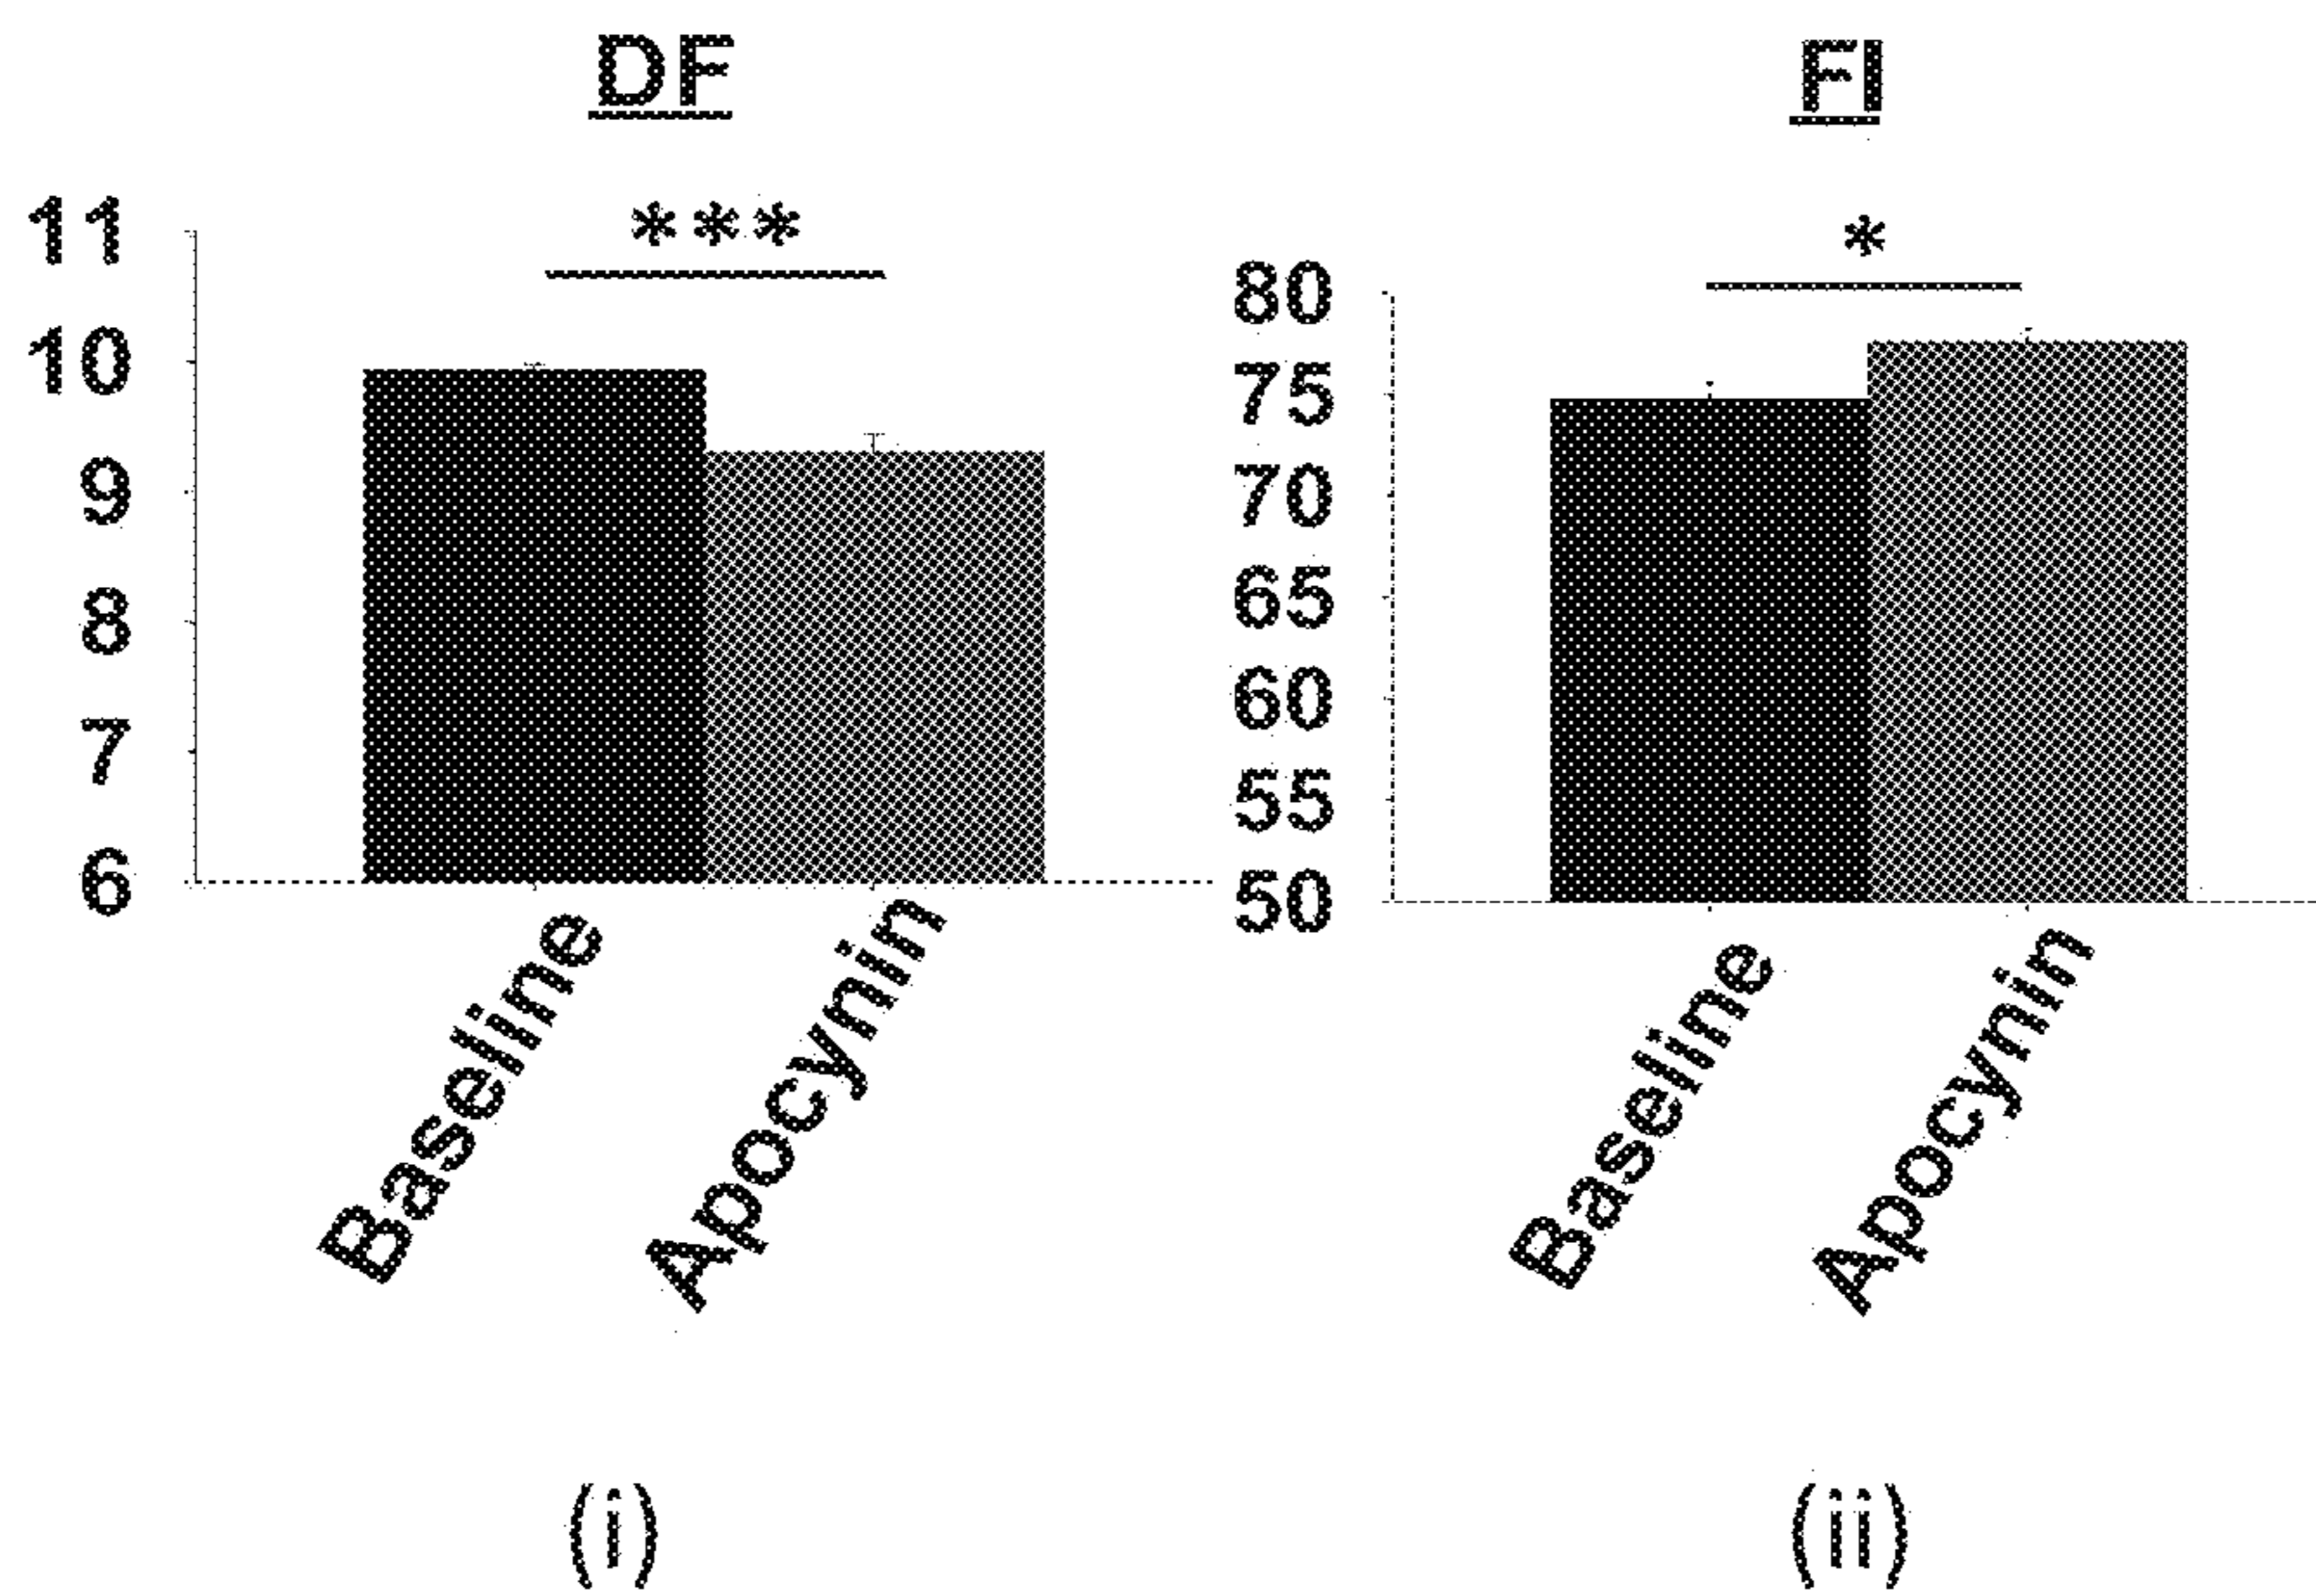 DF
***
11
10
9
8
7
6
Baseline
Apocynin
(i)
FI
*
80
75
70
65
60
55
50
Baseline
Apocynin
(ii)